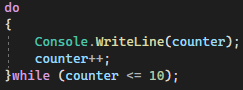 do
{
Console.WriteLine(counter);
counter++;
}while (counter <= 10);